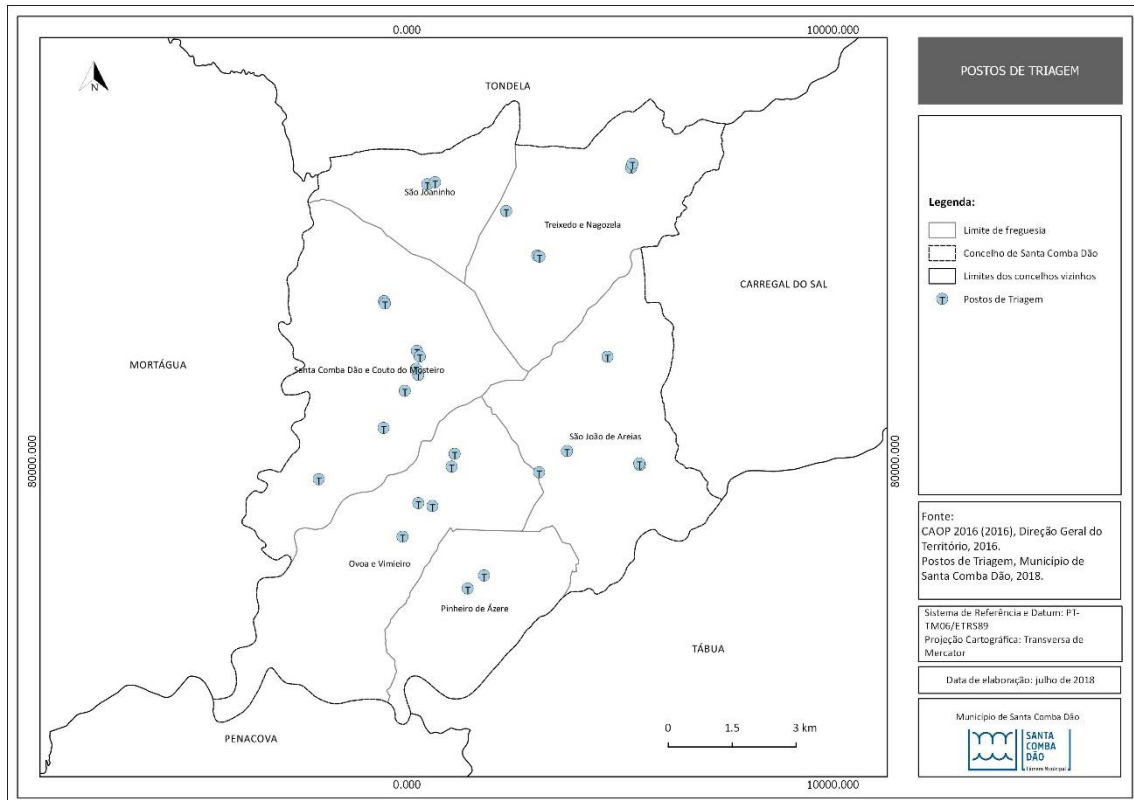 0.000
10000.000
N
TONDELA
São Joaninho
Treixedo e Nagozela
CARREGAL DO SAL
MORTÁGUA
Santa Comba Dão e Couto do Mosteiro
São João de Areias
80000.000
80000.000
Ovoa e Vimieiro
Pinheiro de Ázere
TÁBUA
PENACOVA
0
1.5
3 km
0.000
10000.000
POSTOS DE TRIAGEM
Legenda:
Limite de freguesia
Concelho de Santa Comba Dão
Limites dos concelhos vizinhos
T
Postos de Triagem
Fonte:
CAOP 2016 (2016), Direção Geral do
Território, 2016.
Postos de Triagem, Município de
Santa Comba Dão, 2018.
Sistema de Referência e Datum: PT-
TM06/ETRS89
Projeção Cartográfica: Transversa de
Mercator
Data de elaboração: julho de 2018
Município de Santa Comba Dão
SANTA
COMBA
DÃO
Câmara Municipal